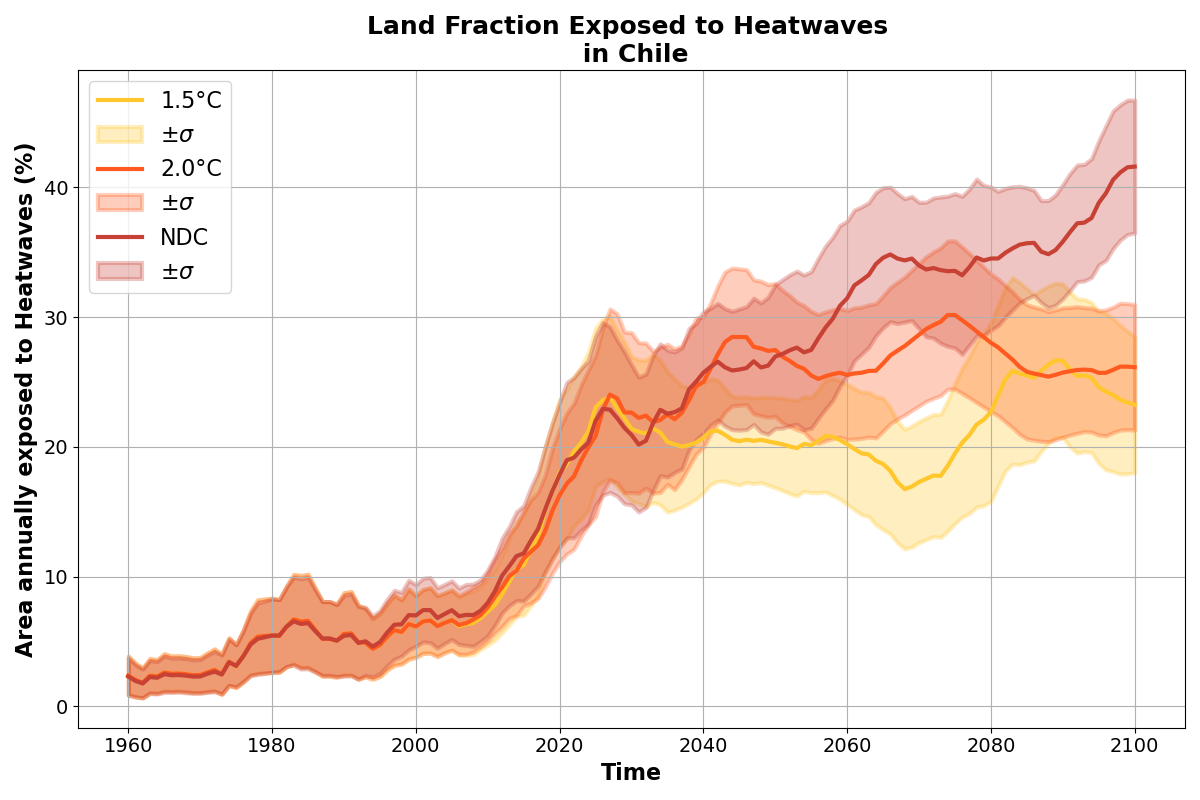 Land Fraction Exposed to Heatwaves
in Chile
1.5°C
±σ
2.0°C
±σ
NDC
±σ
Area annually exposed to Heatwaves (%)
40
30
20
10
0
1960 1980 2000 2020 2040 2060 2080 2100
Time